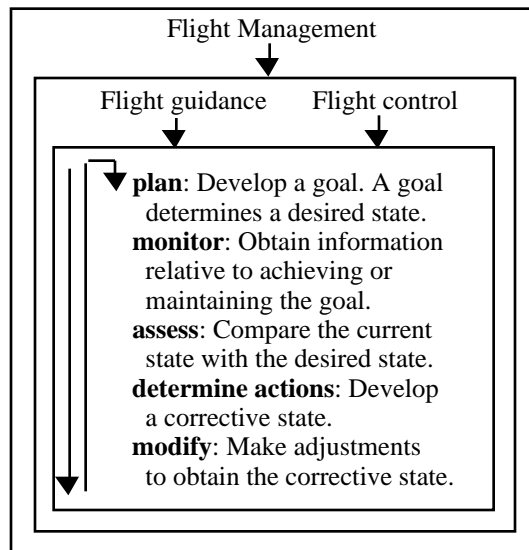 Flight Management
Flight guidance Flight control
plan: Develop a goal. A goal
determines a desired state.
monitor: Obtain information
relative to achieving or
maintaining the goal.
assess: Compare the current
state with the desired state.
determine actions: Develop
a corrective state.
modify: Make adjustments
to obtain the corrective state.